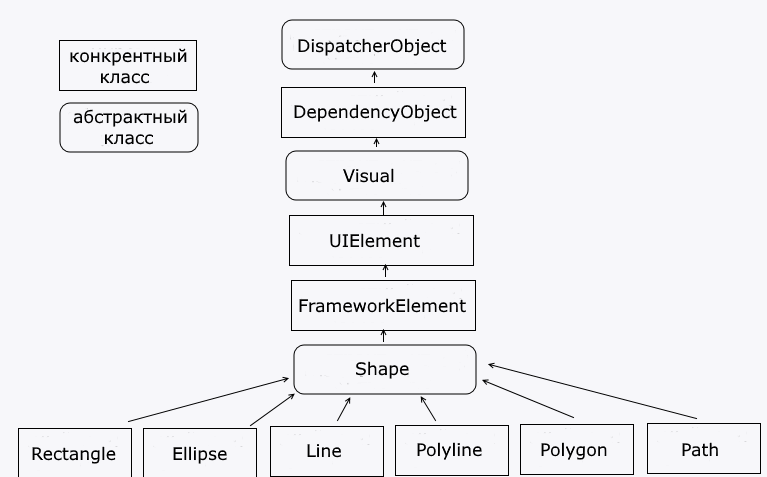 DispatcherObject
конкрентный
класс
DependencyObject
абстрактный
класс
Visual
UIElement
FrameworkElement
Shape
Rectangle
Ellipse
Line
Polyline
Polygon
Path